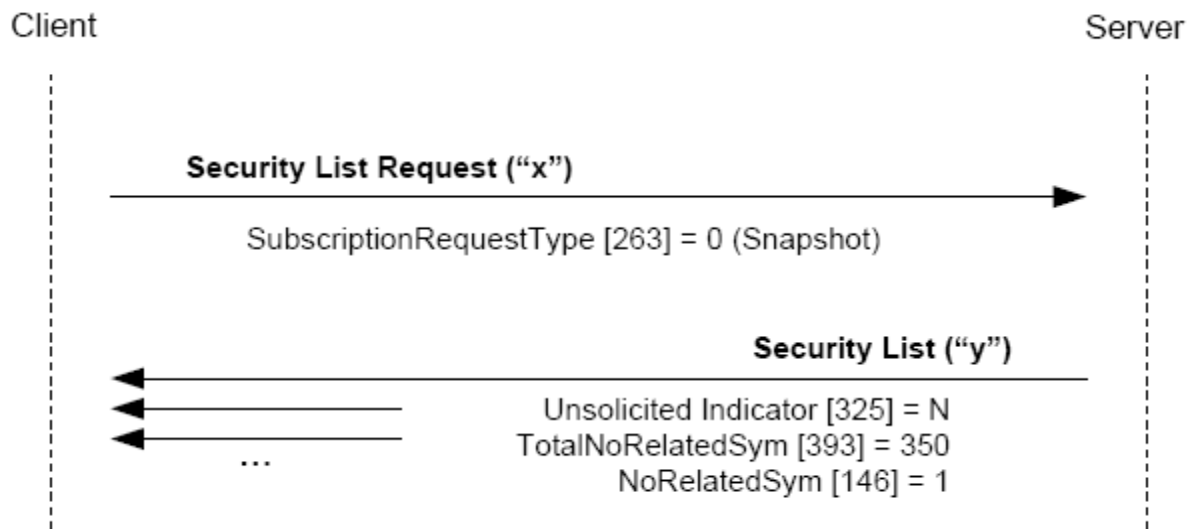 Client
Server
Security List Request (“x”)
SubscriptionRequestType [263] = 0 (Snapshot)
Security List (“y”)
Unsolicited Indicator [325] = N
TotalNoRelatedSym [393] = 350
NoRelatedSym [146] = 1
...